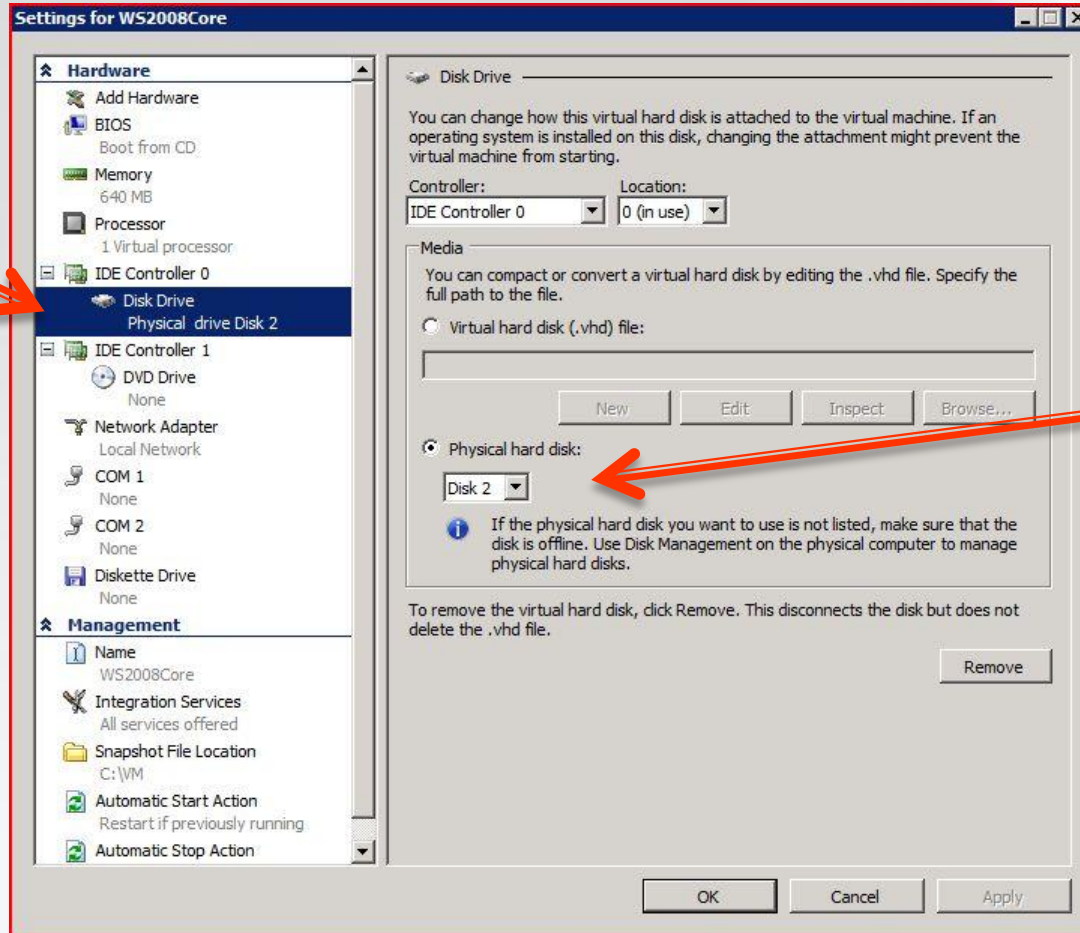 Settings for WS2008Core
Hardware
Add Hardware
BIOS
Boot from CD
Memory
640 MB
Processor
1 Virtual processor
IDE Controller 0
Disk Drive
Physical drive Disk 2
IDE Controller 1
DVD Drive
None
Network Adapter
Local Network
COM 1
None
COM 2
None
Diskette Drive
None
Management
Name
WS2008Core
Integration Services
All services offered
Snapshot File Location
C:\VM
Automatic Start Action
Restart if previously running
Automatic Stop Action
Disk Drive
You can change how this virtual hard disk is attached to the virtual machine. If an
operating system is installed on this disk, changing the attachment might prevent the
virtual machine from starting.
Controller: Location:
IDE Controller 0 0 (in use)
Media
You can compact or convert a virtual hard disk by editing the .vhd file. Specify the
full path to the file.
Virtual hard disk (.vhd) file:
New Edit Inspect Browse...
Physical hard disk:
Disk 2
If the physical hard disk you want to use is not listed, make sure that the
disk is offline. Use Disk Management on the physical computer to manage
physical hard disks.
To remove the virtual hard disk, click Remove. This disconnects the disk but does not
delete the .vhd file.
Remove
OK Cancel Apply